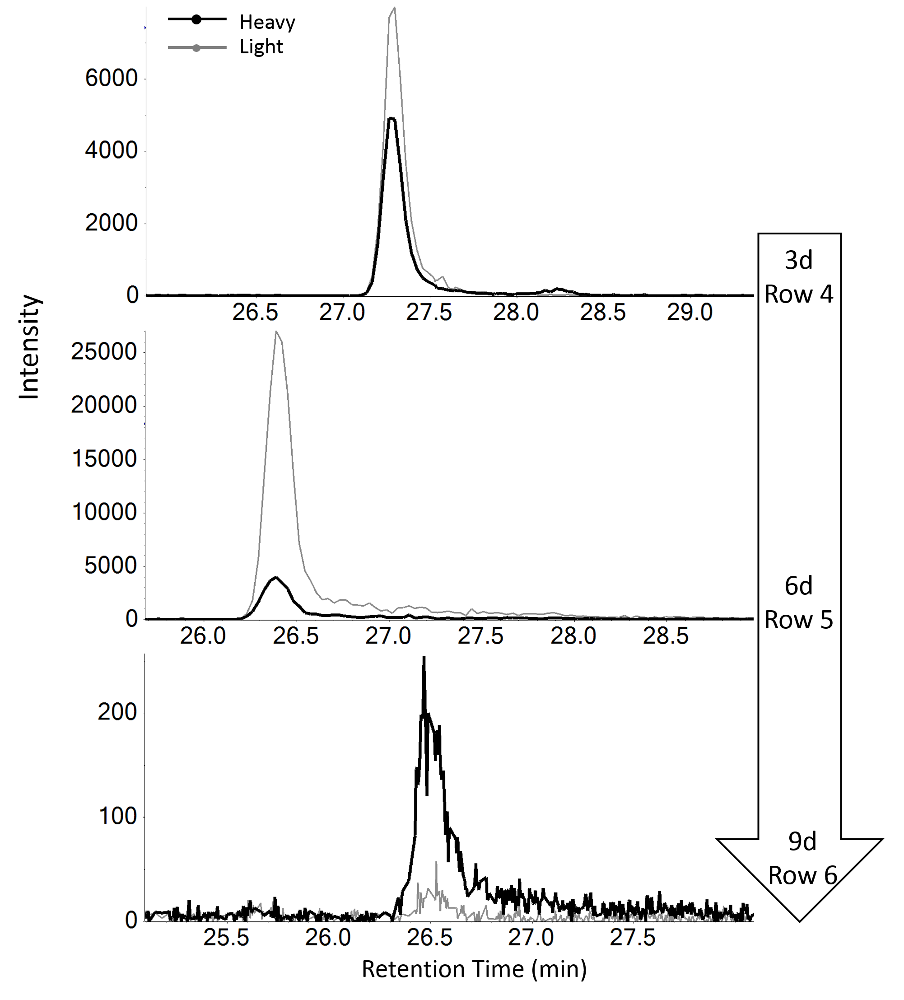 Heavy
Light
Intensity
6000
4000
2000
0
26.5 27.0 27.5 28.0 28.5 29.0
3d
Row 4
25000
20000
15000
10000
5000
0
26.0 26.5 27.0 27.5 28.0 28.5
6d
Row 5
200
100
0
25.5 26.0 26.5 27.0 27.5
9d
Row 6
Retention Time (min)